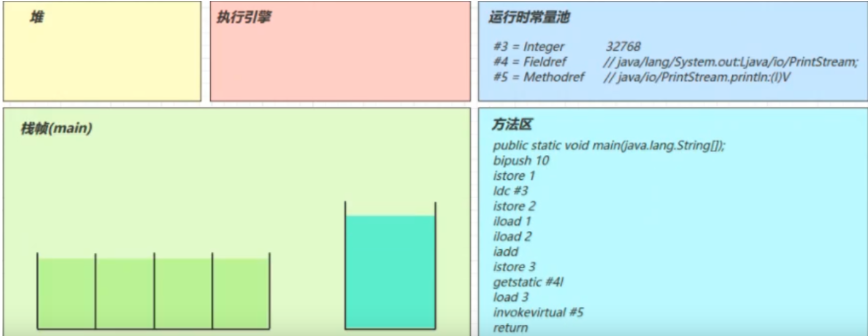 堆
执行引擎
运行时常量池
#3 = Integer 32768
#4 = Fieldref // java/lang/System.out:Ljava/io/PrintStream;
#5 = Methodref // java/io/PrintStream.println:(I)V
栈帧(main)
方法区
public static void main(java.lang.String[]);
bipush 10
istore 1
ldc #3
istore 2
iload 1
iload 2
iadd
istore 3
getstatic #4I
load 3
invokevirtual #5
return